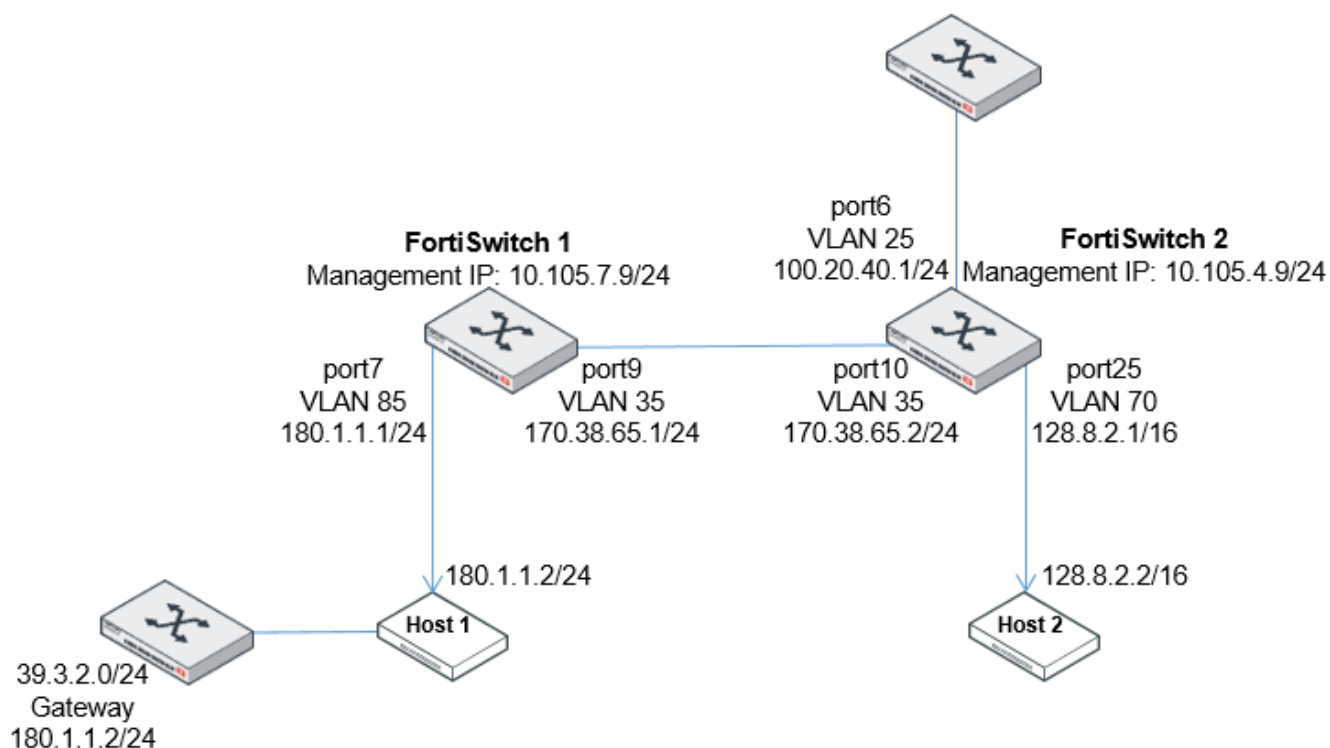 port6
VLAN 25
100.20.40.1/24
FortiSwitch 1
Management IP: 10.105.7.9/24
FortiSwitch 2
Management IP: 10.105.4.9/24
port7
VLAN 85
180.1.1.1/24
port9
VLAN 35
170.38.65.1/24
port10
VLAN 35
170.38.65.2/24
port25
VLAN 70
128.8.2.1/16
180.1.1.2/24
Host 1
128.8.2.2/16
Host 2
39.3.2.0/24
Gateway
180.1.1.2/24